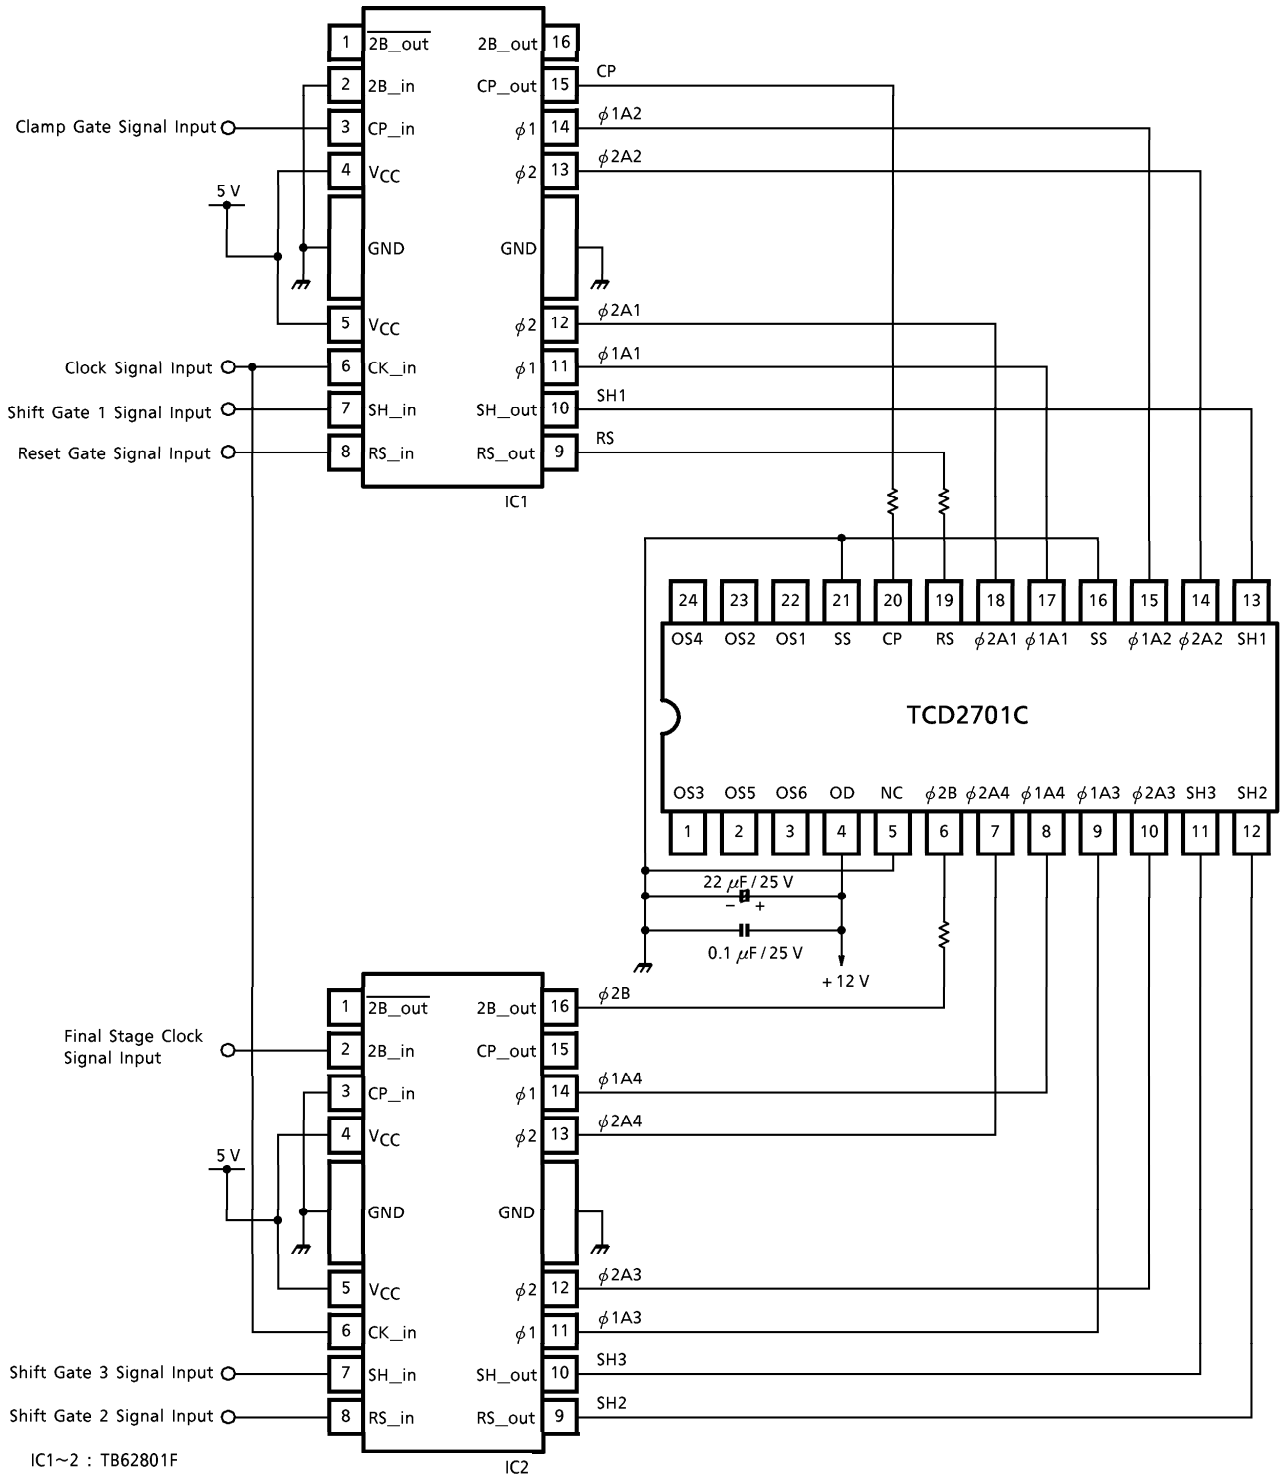 1 2B_out 2B_out 16
2 2B_in CP_out 15 CP
Clamp Gate Signal Input 3 CP_in ϕ1 14 ϕ1A2
4 VCC ϕ2 13 ϕ2A2
5 V
GND GND
5 VCC ϕ2 12 ϕ2A1
Clock Signal Input 6 CK_in ϕ1 11 ϕ1A1
Shift Gate 1 Signal Input 7 SH_in SH_out 10 SH1
Reset Gate Signal Input 8 RS_in RS_out 9 RS
IC1
24 23 22 21 20 19 18 17 16 15 14 13
OS4 OS2 OS1 SS CP RS ϕ2A1 ϕ1A1 SS ϕ1A2 ϕ2A2 SH1
TCD2701C
OS3 OS5 OS6 OD NC ϕ2B ϕ2A4 ϕ1A4 ϕ1A3 ϕ2A3 SH3 SH2
1 2 3 4 5 6 7 8 9 10 11 12
22 μF/25 V
− +
0.1 μF/25 V
+ 12 V
1 2B_out 2B_out 16 ϕ2B
Final Stage Clock
Signal Input
2 2B_in CP_out 15
3 CP_in ϕ1 14 ϕ1A4
4 VCC ϕ2 13 ϕ2A4
5 V
GND GND
5 VCC ϕ2 12 ϕ2A3
6 CK_in ϕ1 11 ϕ1A3
Shift Gate 3 Signal Input 7 SH_in SH_out 10 SH3
Shift Gate 2 Signal Input 8 RS_in RS_out 9 SH2
IC1~2 : TB62801F
IC2